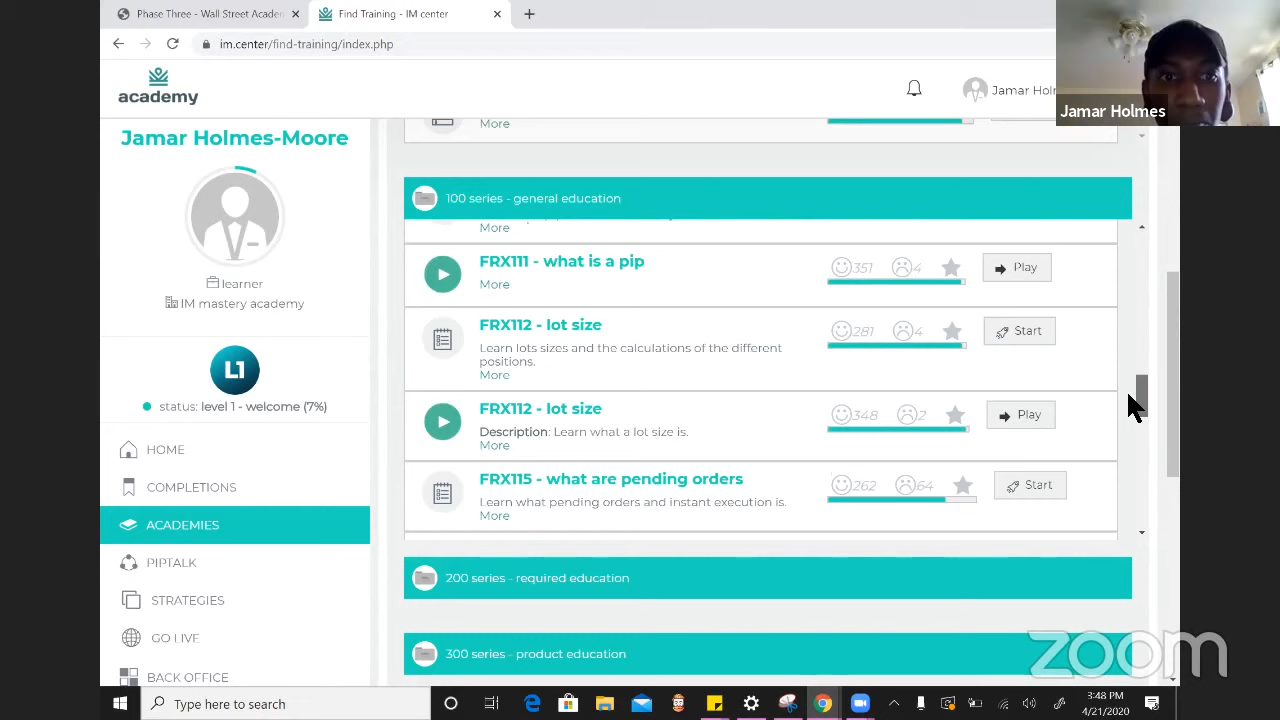 Phase Three - Wall Street Acade
Find Training - IM center
im.center/find-training/index.php
academy
Jamar Holmes
Jamar Holmes-Moore
learner
IM mastery academy
L1
status: level 1 - welcome (7%)
HOME
COMPLETIONS
ACADEMIES
PIPTALK
STRATEGIES
GO LIVE
BACK OFFICE
More
100 series - general education
More
FRX111 - what is a pip
More
351
4
Play
FRX112 - lot size
Learn lots sizes and the calculations of the different
positions.
More
281
4
Start
FRX112 - lot size
Description: Learn what a lot size is.
More
348
2
Play
FRX115 - what are pending orders
Learn what pending orders and instant execution is.
More
262
64
Start
200 series - required education
300 series - product education
zoom
Type here to search
3:48 PM
4/21/2020